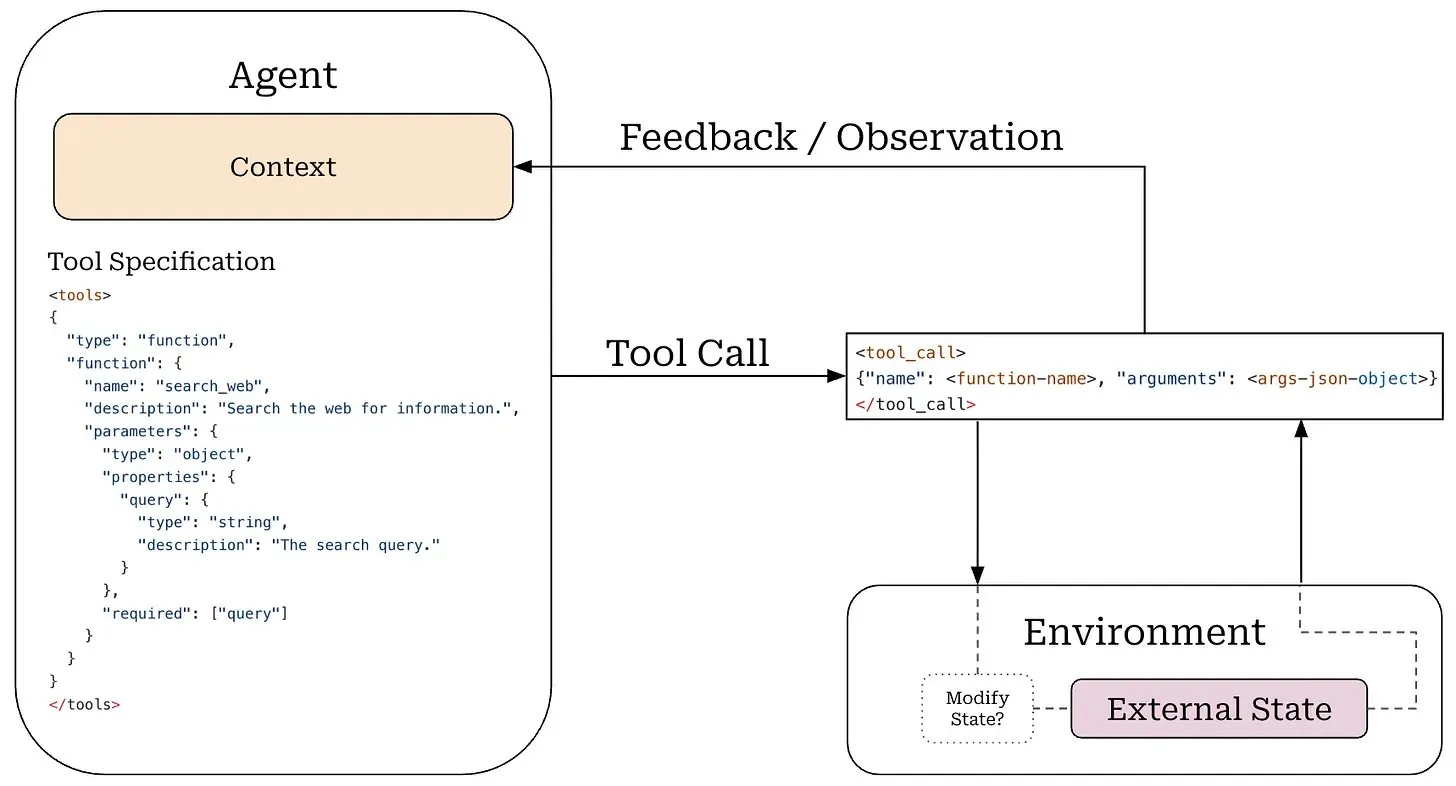 Agent
Context
Tool Specification
<tools>
{
  "type": "function",
  "function": {
    "name": "search_web",
    "description": "Search the web for information.",
    "parameters": {
      "type": "object",
      "properties": {
        "query": {
          "type": "string",
          "description": "The search query."
        }
      },
      "required": ["query"]
    }
  }
}
</tools>
Feedback / Observation
Tool Call
<tool_call>
{"name": <function-name>, "arguments": <args-json-object>}
</tool_call>
Environment
Modify
State?
External State